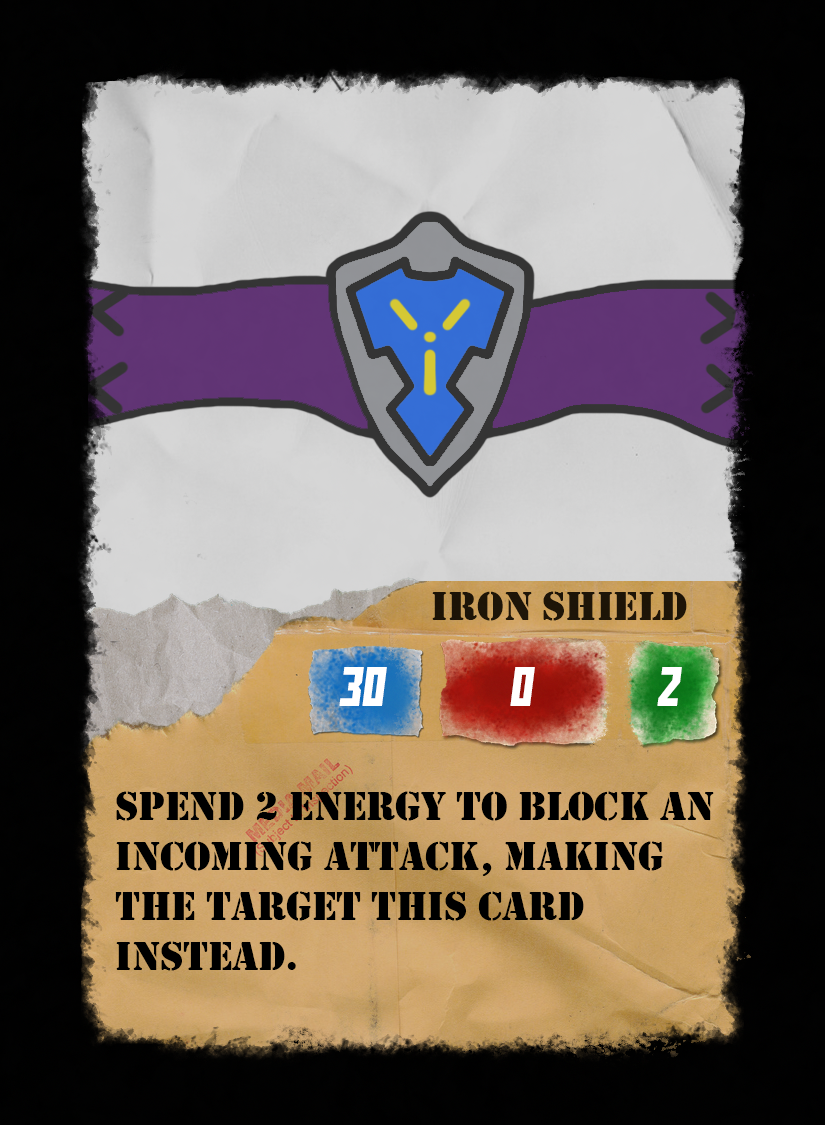 IRON SHIELD
30 0 2
SPEND 2 ENERGY TO BLOCK AN
INCOMING ATTACK, MAKING
THE TARGET THIS CARD
INSTEAD.